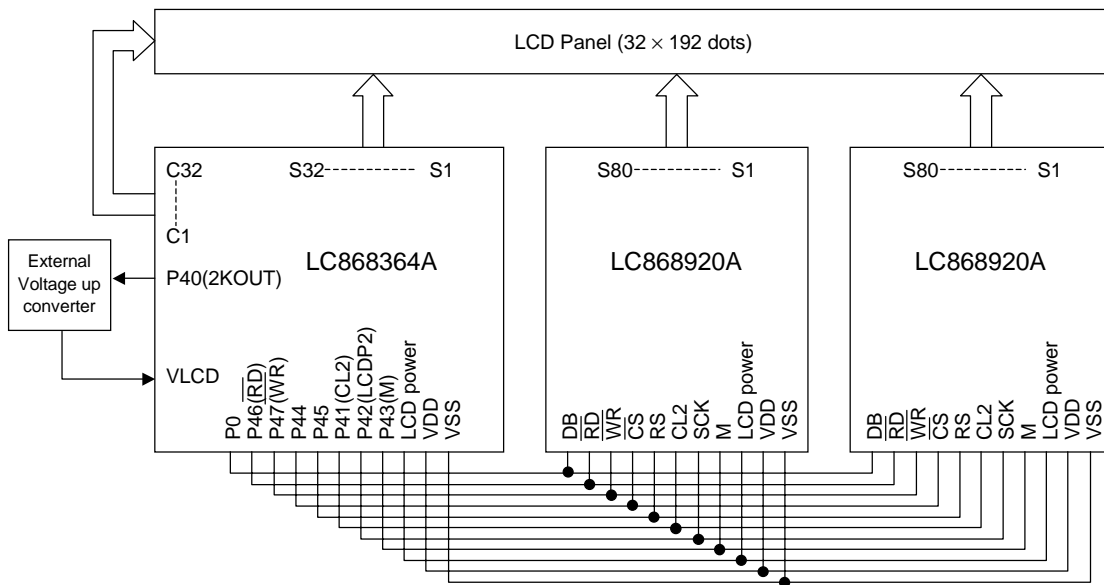 LCD Panel (32 × 192 dots)
C32
C1
S32 S1
S80 S1
S80 S1
LC868364A
LC868920A
LC868920A
External
Voltage up
converter
P40(2KOUT)
VLCD
P0
P46(RD)
P47(WR)
P44
P45
P41(CL2)
P42(LCDP2)
P43(M)
LCD power
VDD
VSS
DB
RD
WR
CS
RS
CL2
SCK
M
LCD power
VDD
VSS
DB
RD
WR
CS
RS
CL2
SCK
M
LCD power
VDD
VSS